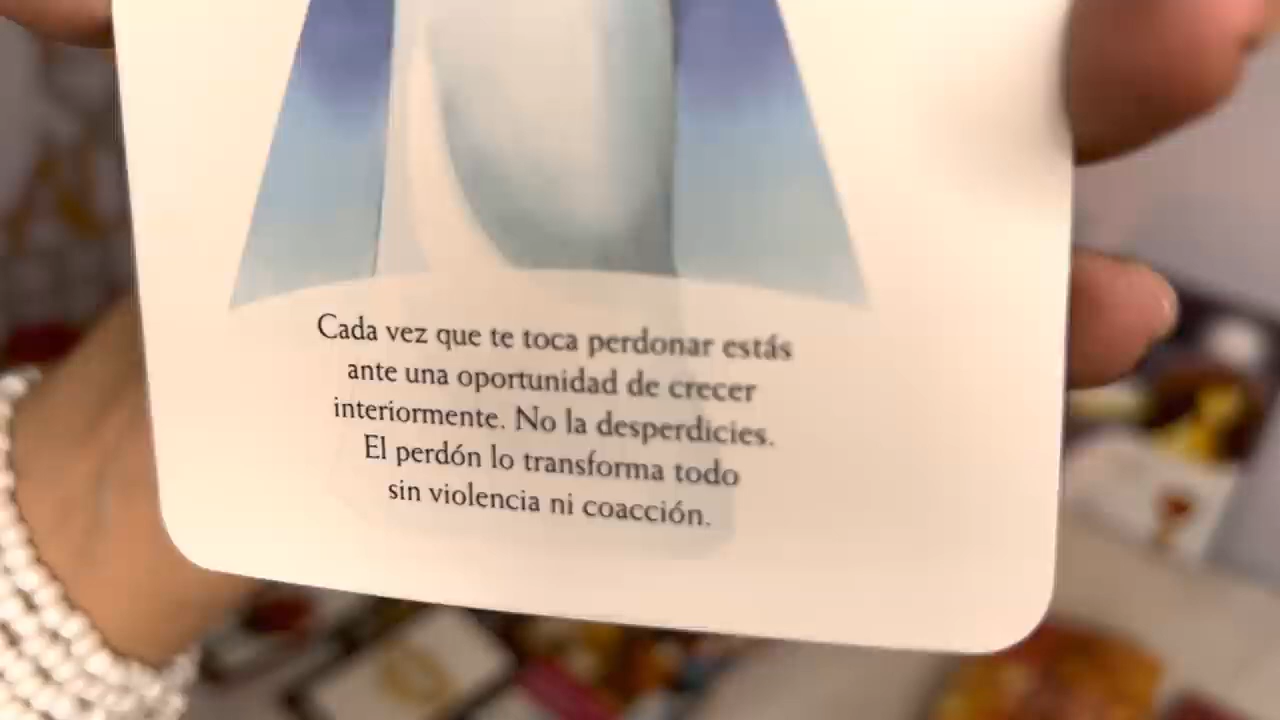 Cada vez que te toca perdonar estás
ante una oportunidad de crecer
interiormente. No la desperdicies.
El perdón lo transforma todo
sin violencia ni coacción.